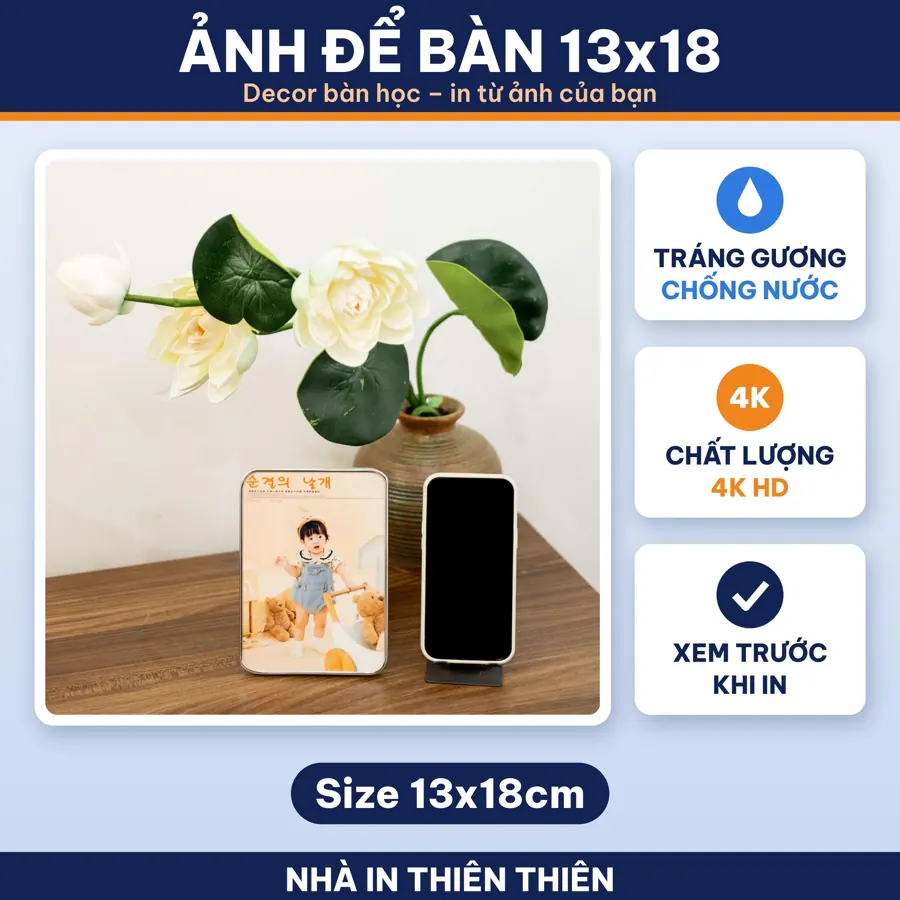 ẢNH ĐỂ BÀN 13x18
Decor bàn học – in từ ảnh của bạn
TRÁNG GƯƠNG
CHỐNG NƯỚC
4K
CHẤT LƯỢNG
4K HD
XEM TRƯỚC
KHI IN
순결의 날개
Size 13x18cm
NHÀ IN THIÊN THIÊN